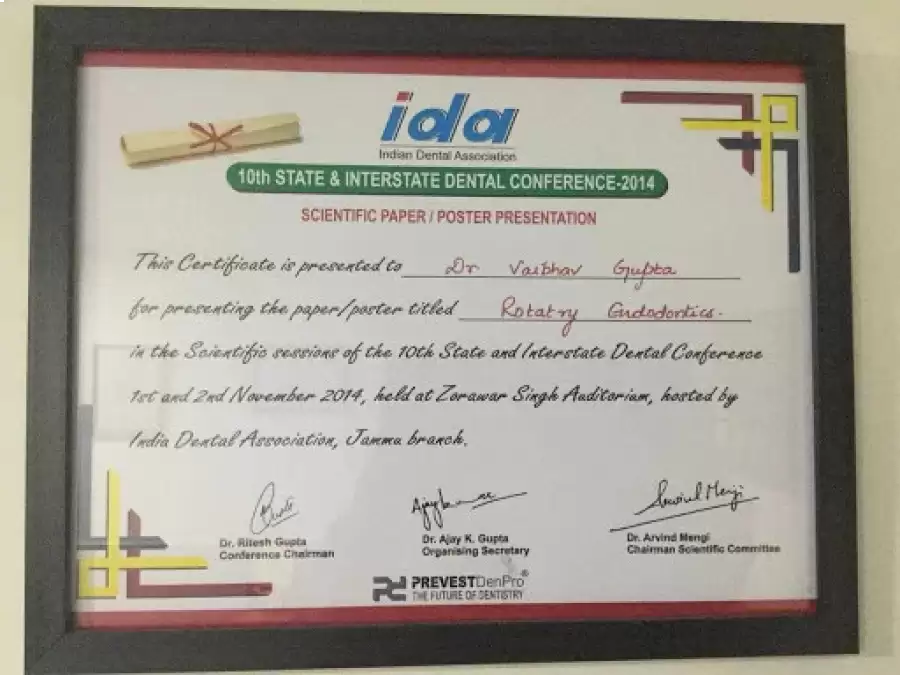 ida
Indian Dental Association
10th STATE & INTERSTATE DENTAL CONFERENCE-2014
SCIENTIFIC PAPER / POSTER PRESENTATION
This Certificate is presented to Dr Vaibhav Gupta
for presenting the paper/poster titled Rotatry Endodontics.
in the Scientific sessions of the 10th State and Interstate Dental Conference
1st and 2nd November 2014, held at Zorawar Singh Auditorium, hosted by
India Dental Association, Jammu branch.
Ajaykumar
Arvind Mengi
Dr. Ritesh Gupta
Conference Chairman
Dr. Ajay K. Gupta
Organising Secretary
Dr. Arvind Mengi
Chairman Scientific Committee
PREVESTDenPro®
THE FUTURE OF DENTISTRY